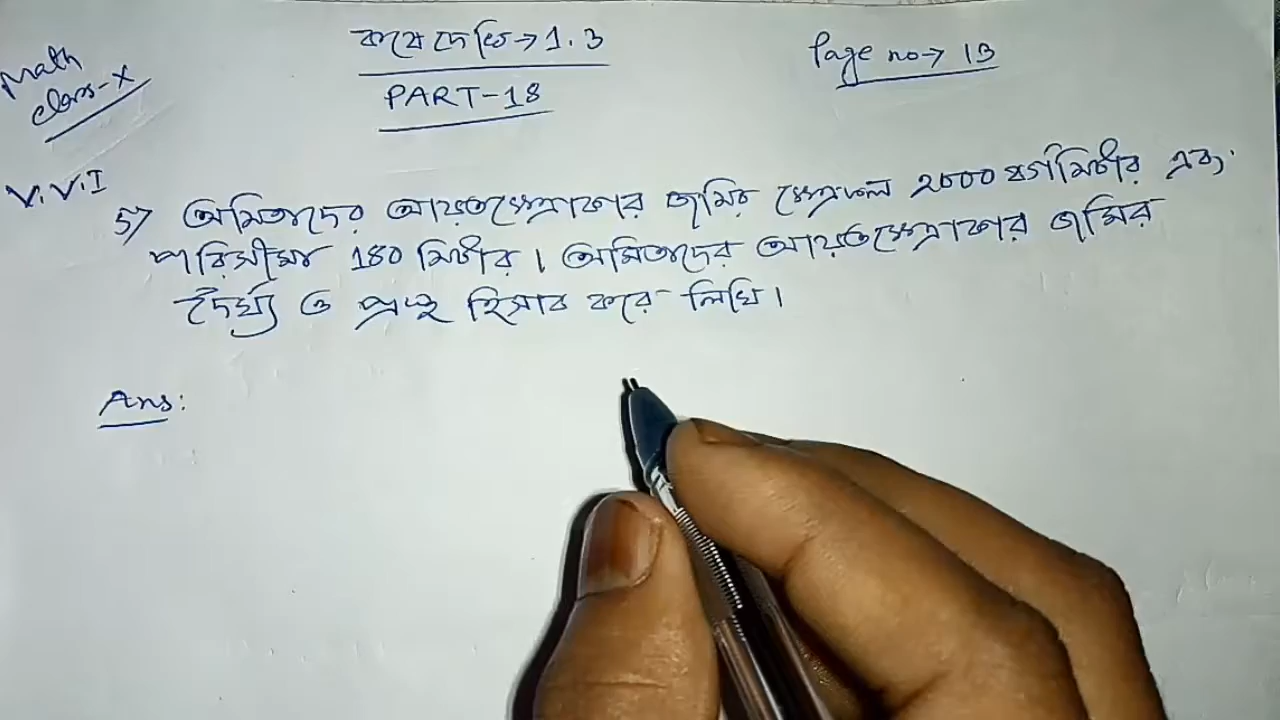 Math
class-X
কষে দেখি→1.3
PART-18
Page no→ 13
V.V.I
5) অমিতাদের আয়তক্ষেত্রাকার জমির ক্ষেত্রফল 2000 বর্গমিটার এবং
পরিসীমা 180 মিটার। অমিতাদের আয়তক্ষেত্রাকার জমির
দৈর্ঘ্য ও প্রস্থ হিসাব করে লিখি।
Ans: